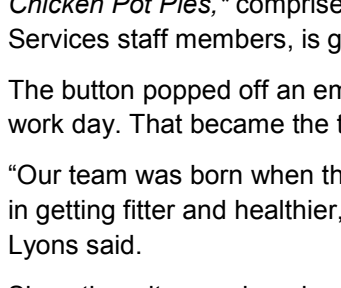 Chicken Pot Pies," comprise
Services staff members, is g
The button popped off an em
work day. That became the t
“Our team was born when th
in getting fitter and healthier,
Lyons said.